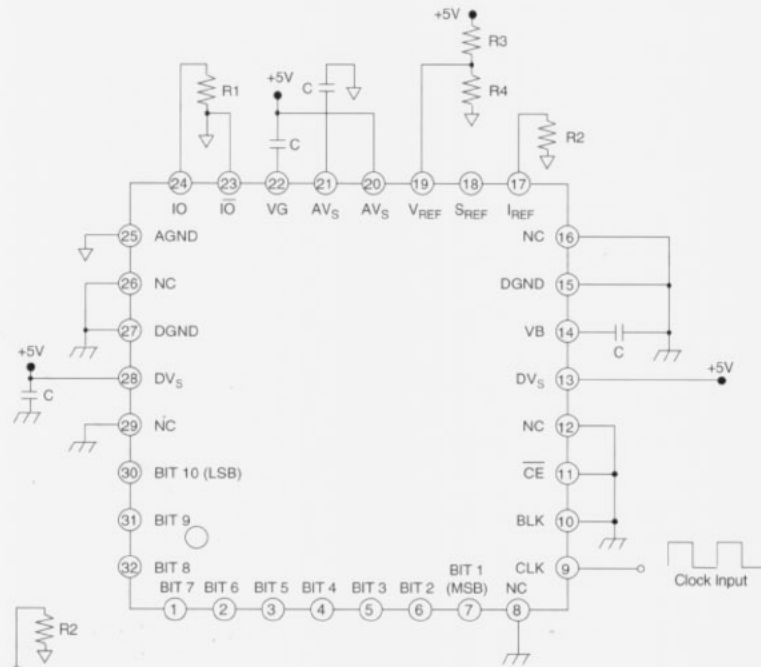 +5V
R3
R1
+5V
C
R4
C
R2
24 23 22 21 20 19 18 17
IO I̅O̅ VG AVS AVS VREF SREF IREF
25 AGND
NC 16
26 NC
DGND 15
27 DGND
VB 14
C
+5V
28 DVS
DVS 13
+5V
C
29 NC
NC 12
30 BIT 10 (LSB)
C̅E̅ 11
31 BIT 9
BLK 10
32 BIT 8
CLK 9
Clock Input
BIT 7 BIT 6 BIT 5 BIT 4 BIT 3 BIT 2 BIT 1 (MSB) NC
1 2 3 4 5 6 7 8
R2